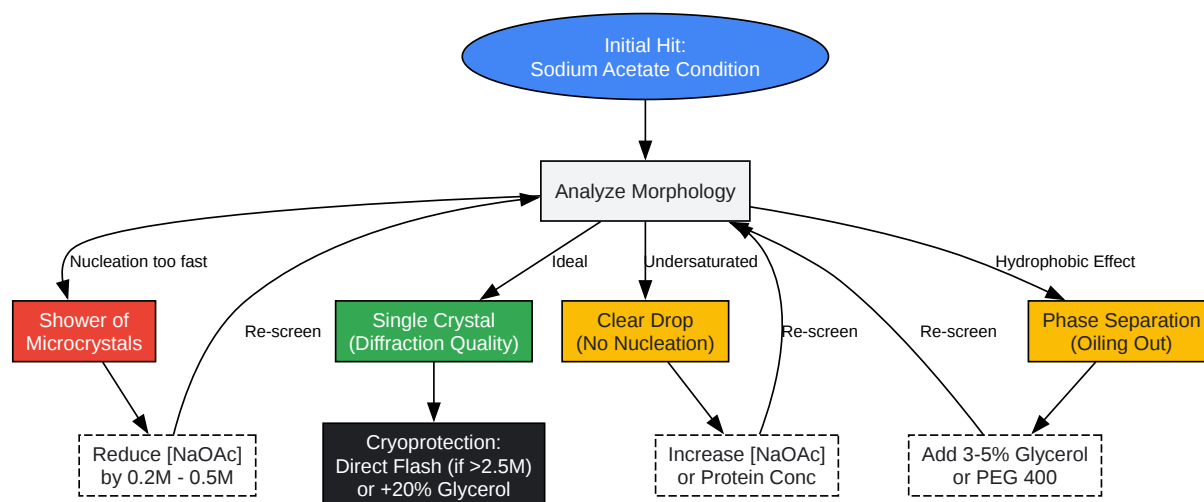 Initial Hit:
Sodium Acetate Condition
Analyze Morphology
Nucleation too fast
Ideal
Undersaturated
Hydrophobic Effect
Shower of
Microcrystals
Re-screen
Single Crystal
(Diffraction Quality)
Clear Drop
(No Nucleation)
Re-screen
Re-screen
Phase Separation
(Oiling Out)
Reduce [NaOAc]
by 0.2M - 0.5M
Cryoprotection:
Direct Flash (if >2.5M)
or +20% Glycerol
Increase [NaOAc]
or Protein Conc
Add 3-5% Glycerol
or PEG 400